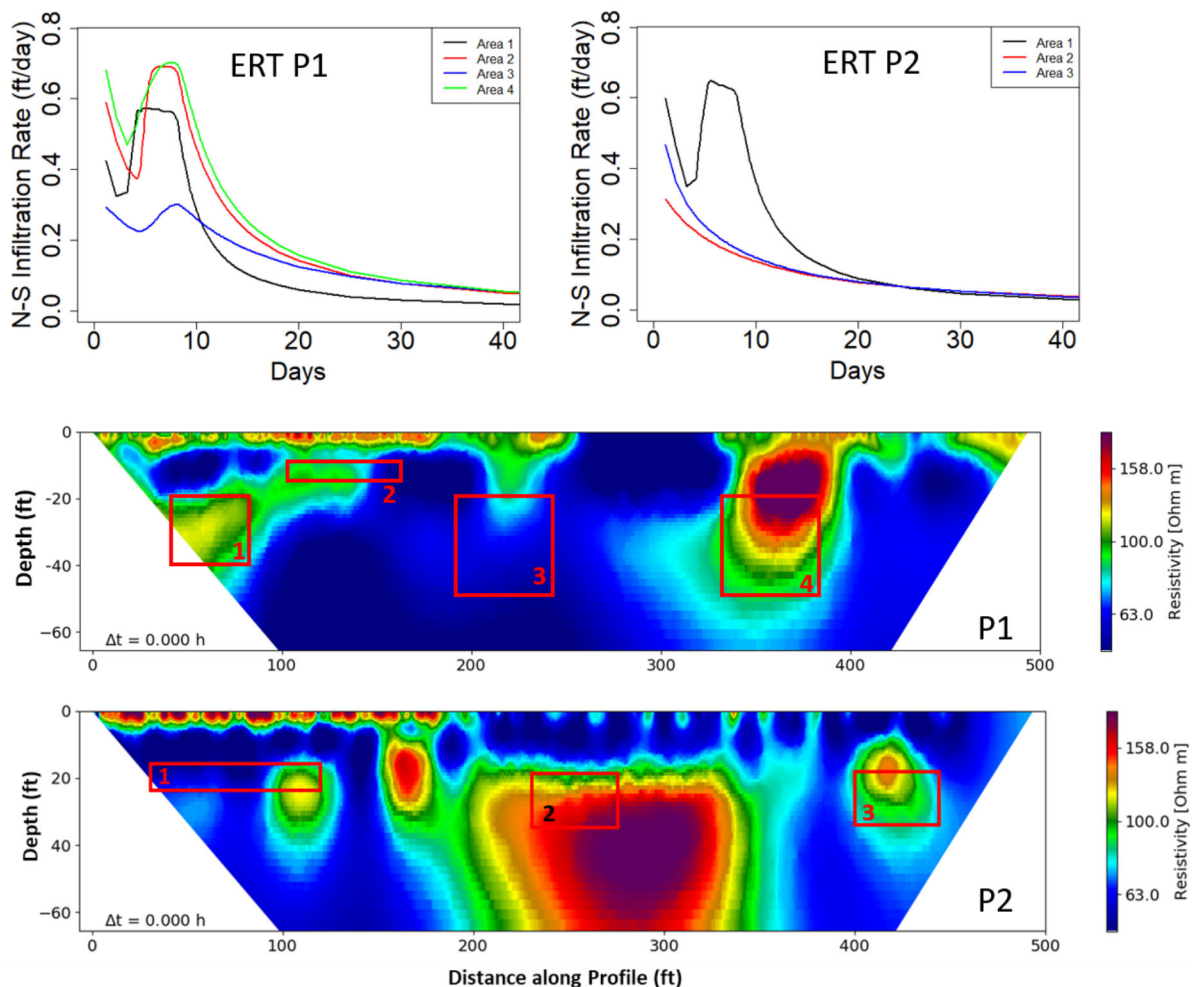 ERT P1
Area 1
Area 2
Area 3
Area 4
N-S Infiltration Rate (ft/day)
0.0 0.2 0.4 0.6 0.8
0 10 20 30 40
Days
ERT P2
Area 1
Area 2
Area 3
N-S Infiltration Rate (ft/day)
0.0 0.2 0.4 0.6 0.8
0 10 20 30 40
Days
Depth (ft)
0
−20
−40
−60
1
2
3
4
Δt = 0.000 h
P1
0 100 200 300 400 500
158.0
100.0
63.0
Resistivity [Ohm m]
Depth (ft)
0
20
40
−60
1
2
3
Δt = 0.000 h
P2
0 100 200 300 400 500
158.0
100.0
63.0
Resistivity [Ohm m]
Distance along Profile (ft)